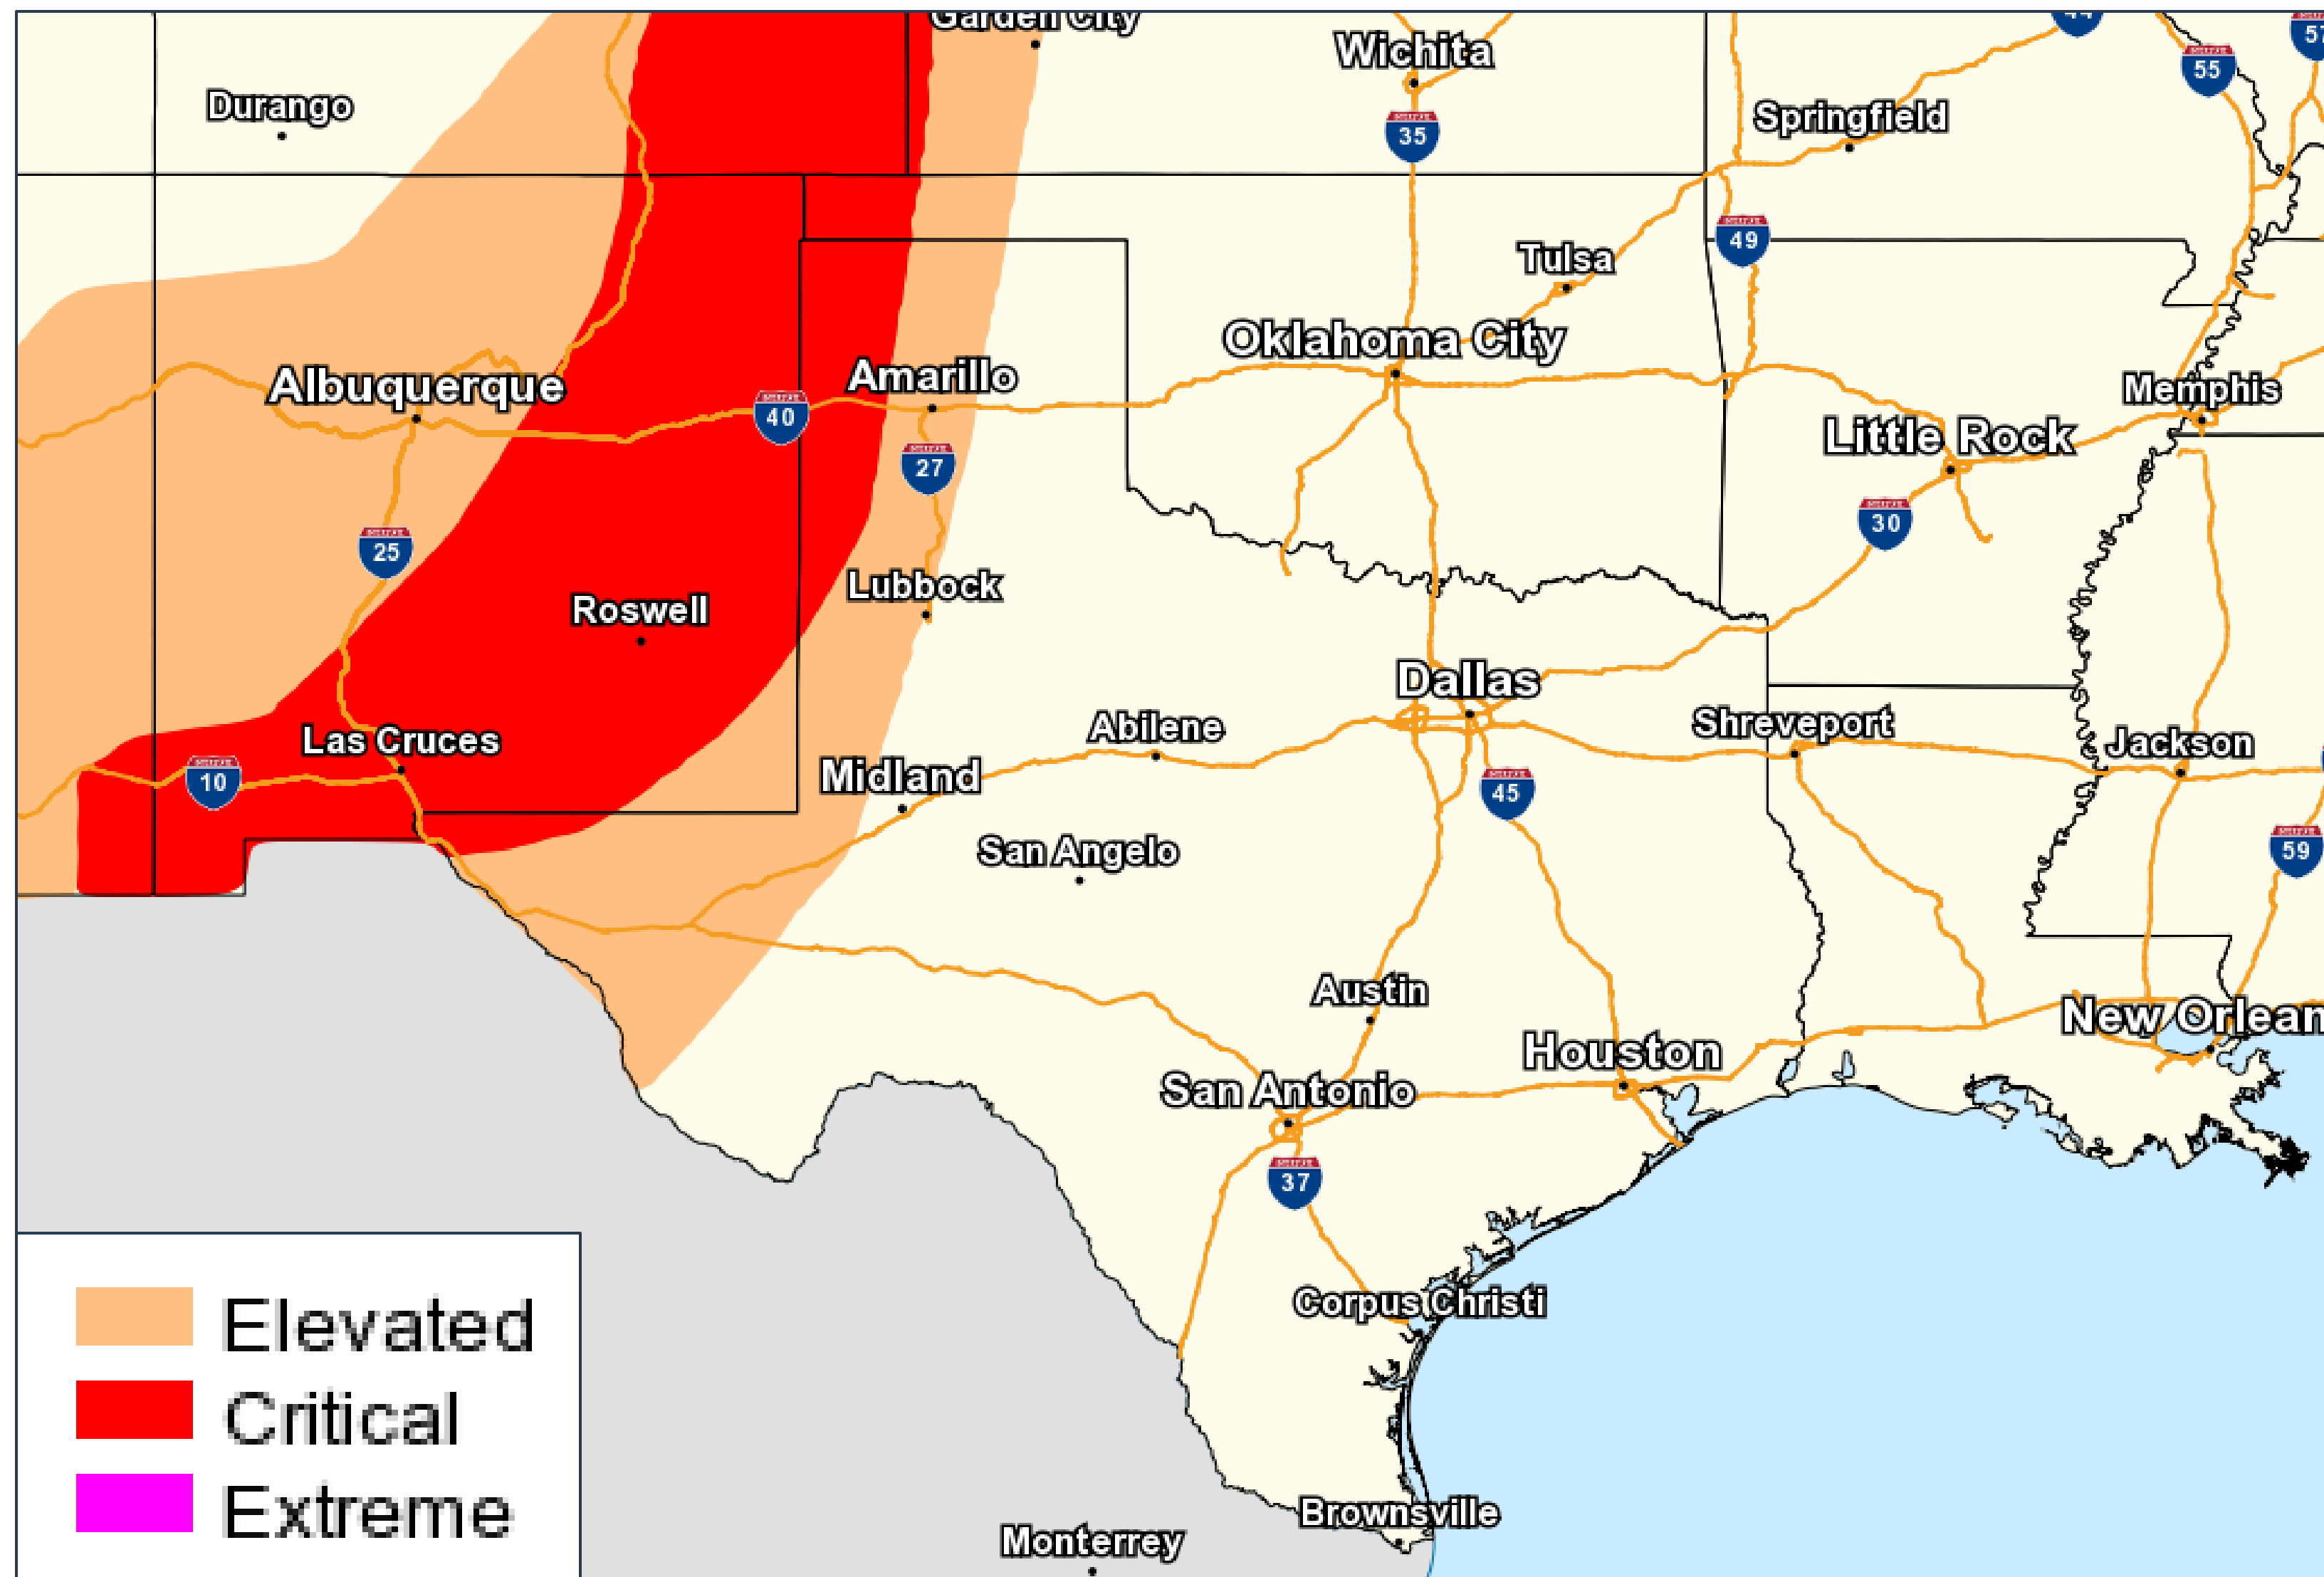 Garden City
44
57
Wichita
55
Durango
35
Springfield
49
Tulsa
Oklahoma City
Albuquerque
Amarillo
Memphis
40
Little Rock
27
30
25
Lubbock
Roswell
Dallas
Las Cruces
Abilene
Shreveport
Jackson
Midland
10
45
San Angelo
59
Austin
New Orlean
Houston
San Antonio
37
Corpus Christi
Brownsville
Monterrey
Elevated
Critical
Extreme